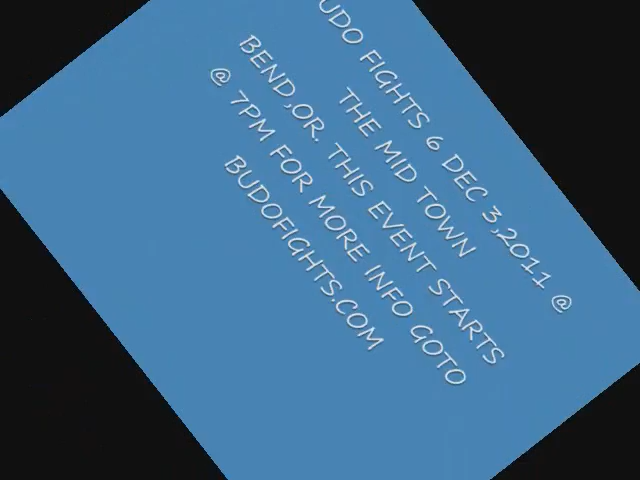 UDO FIGHTS 6 DEC 3,2011 @
THE MID TOWN
BEND,OR. THIS EVENT STARTS
@ 7PM FOR MORE INFO GOTO
BUDOFIGHTS.COM